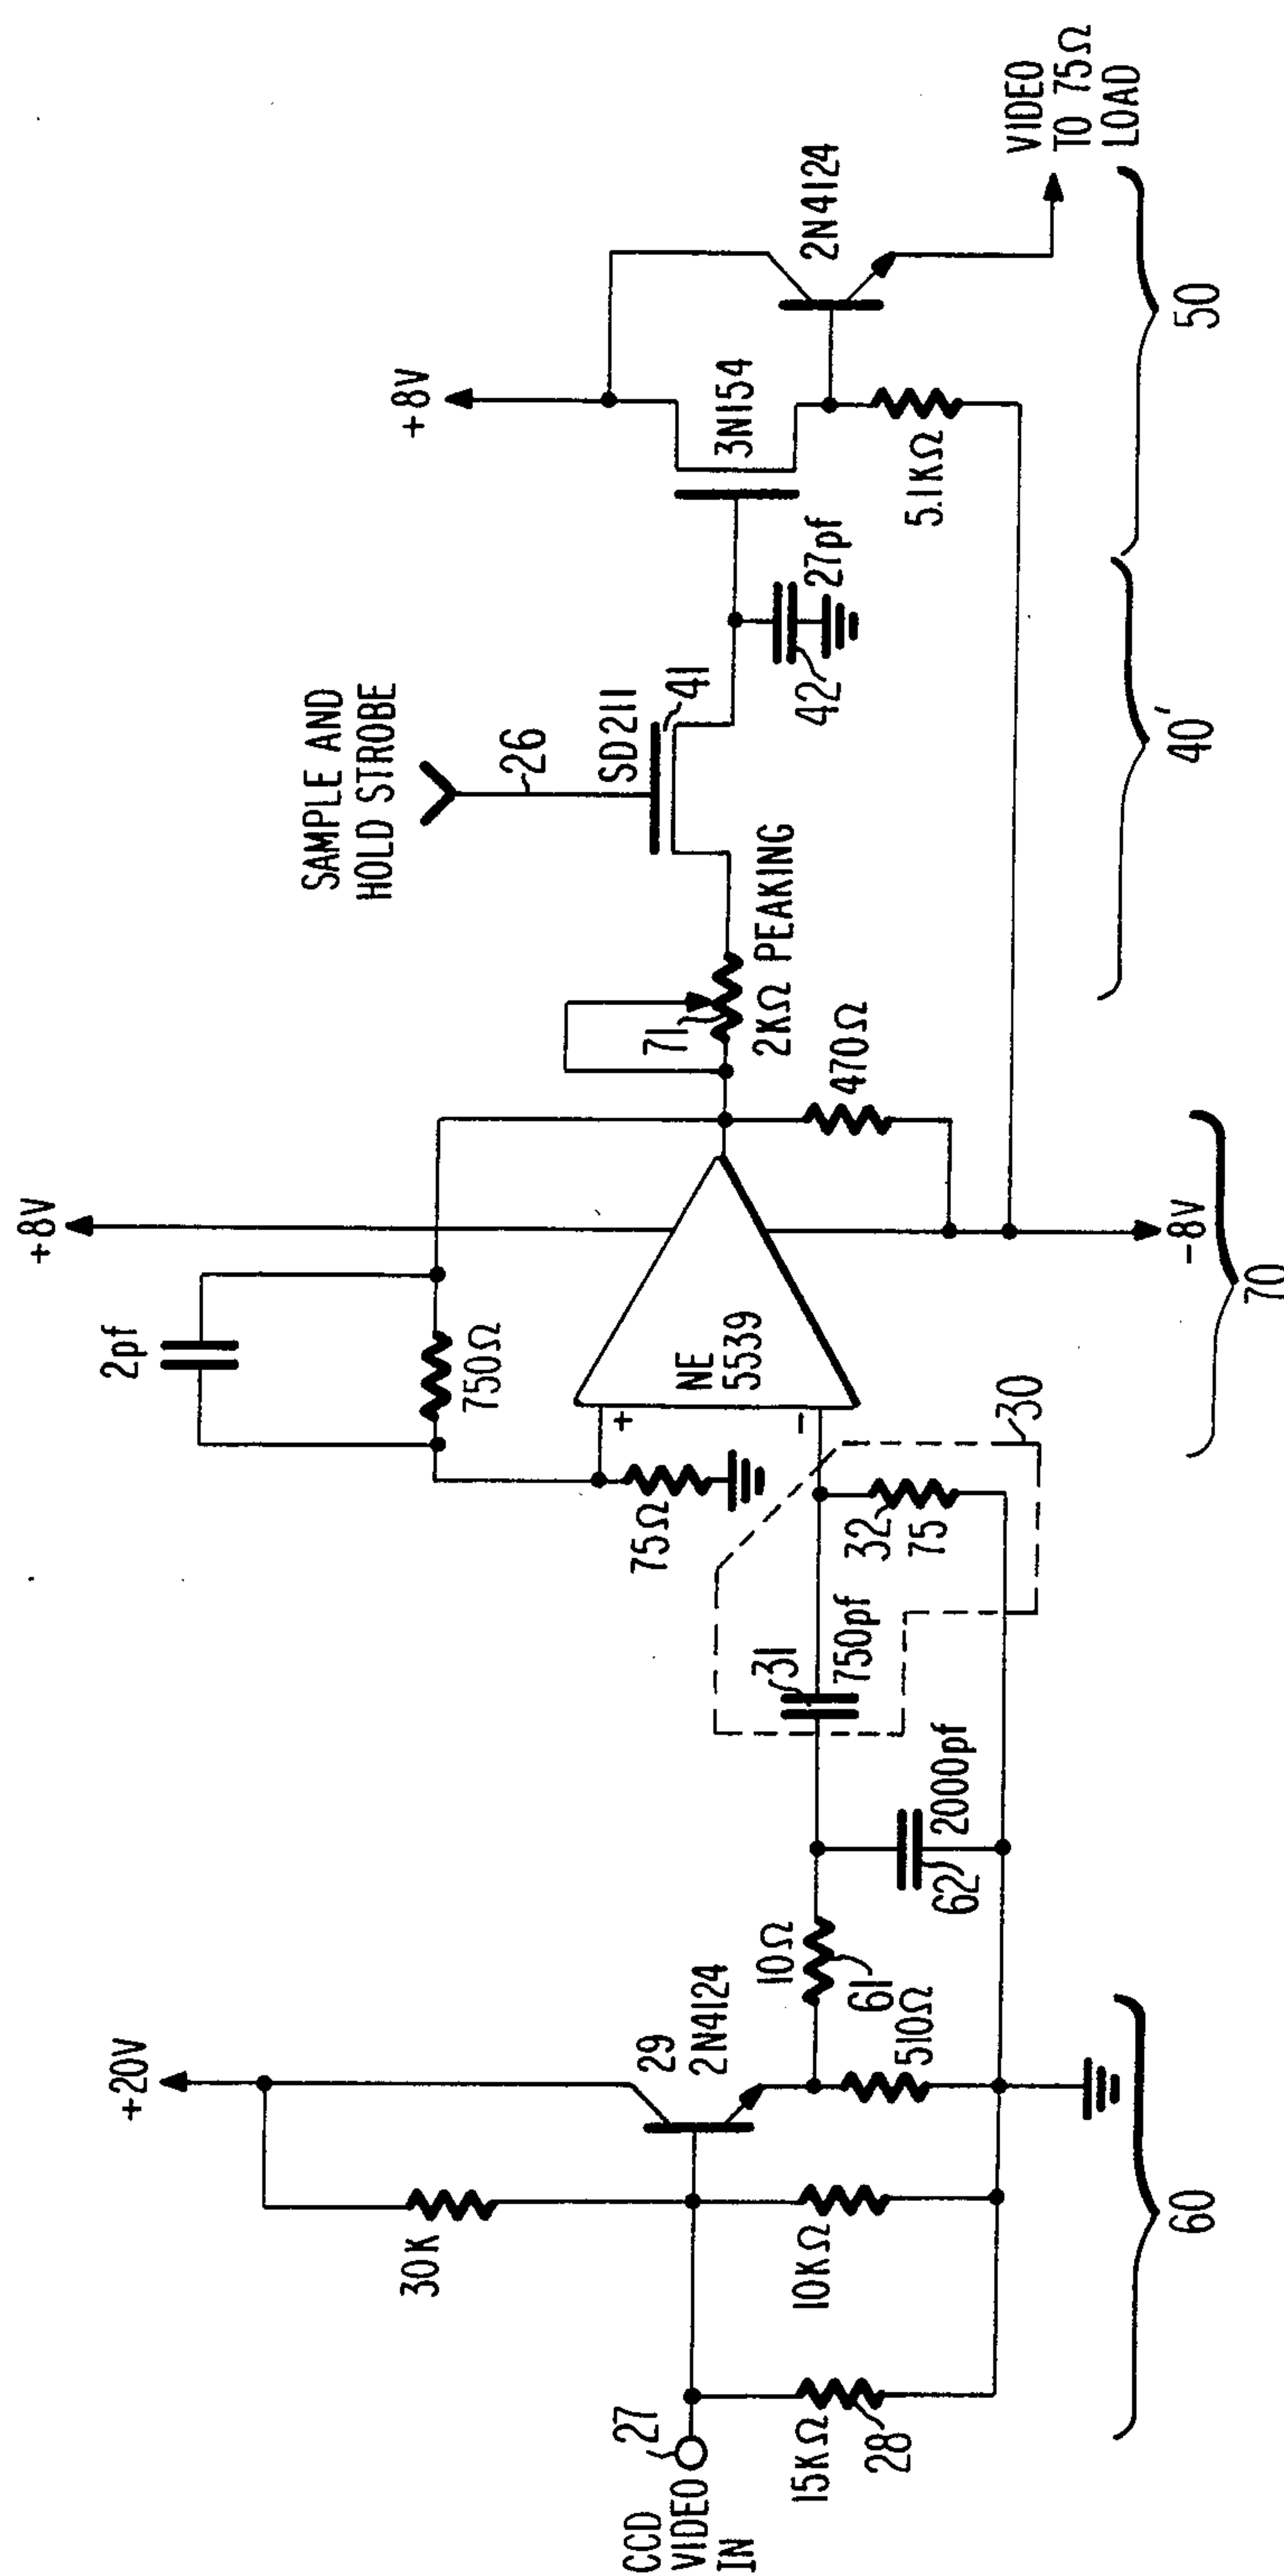 CCD
VIDEO
IN
27
15KΩ
28
30K
10KΩ
+20V
29
2N4124
510Ω
60
10Ω
61
2000pf
62
31
750pf
30
32
75
75Ω
2pf
750Ω
+
-
NE
5539
+8V
-8V
70
470Ω
71
2KΩ PEAKING
SAMPLE AND
HOLD STROBE
26
SD211
41
42
27pf
40'
+8V
3N154
5.1KΩ
2N4124
50
VIDEO
TO 75Ω
LOAD